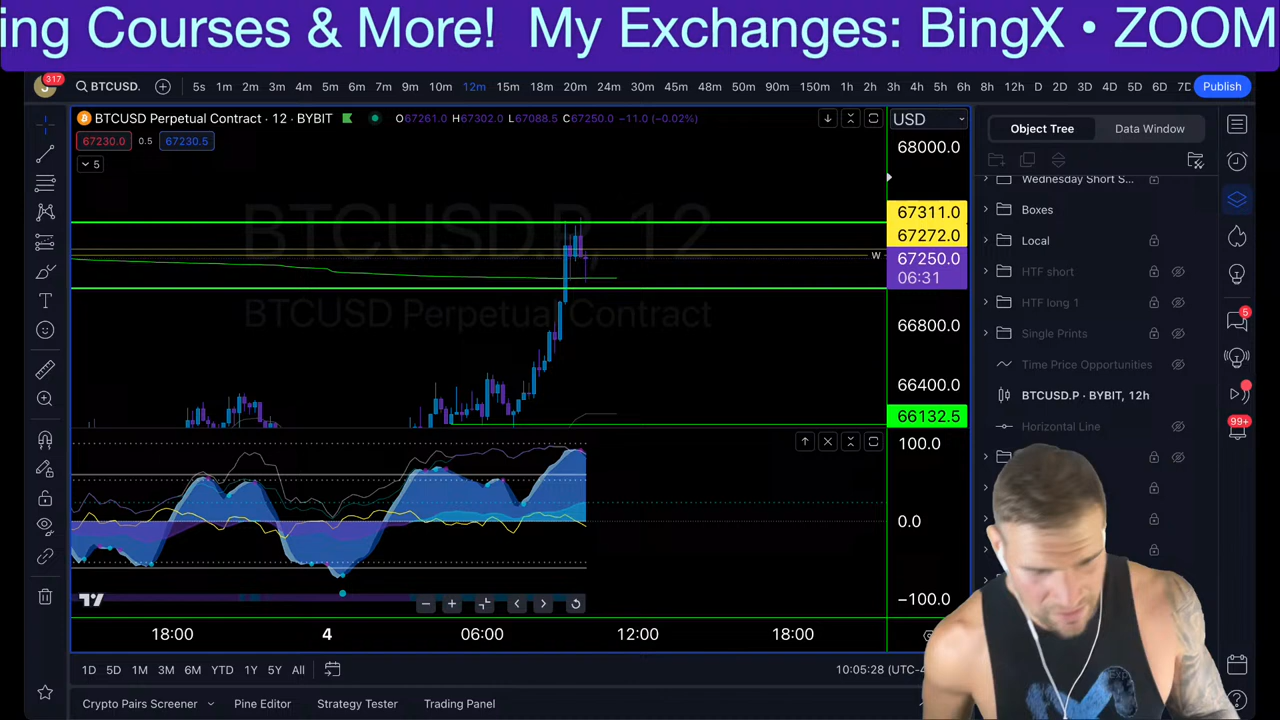 ing Courses & More!  My Exchanges: BingX • ZOOM
317
BTCUSD.
5s 1m 2m 3m 4m 5m 6m 7m 9m 10m 12m 15m 18m 20m 24m 30m 45m 48m 50m 90m 150m 1h 2h 3h 4h 5h 6h 8h 12h D 2D 3D 4D 5D 6D 7D
Publish
BTCUSD Perpetual Contract · 12 · BYBIT
O67261.0 H67302.0 L67088.5 C67250.0 −11.0 (−0.02%)
USD
67230.0 0.5 67230.5
5
BTCUSD.P, 12
BTCUSD Perpetual Contract
68000.0
67311.0
67272.0
W
67250.0
06:31
66800.0
66400.0
66132.5
100.0
0.0
−100.0
18:00 4 06:00 12:00 18:00
1D 5D 1M 3M 6M YTD 1Y 5Y All
10:05:28 (UTC-4
Crypto Pairs Screener Pine Editor Strategy Tester Trading Panel
Object Tree Data Window
Wednesday Short S...
Boxes
Local
HTF short
HTF long 1
Single Prints
Time Price Opportunities
BTCUSD.P · BYBIT, 12h
Horizontal Line
5
99+